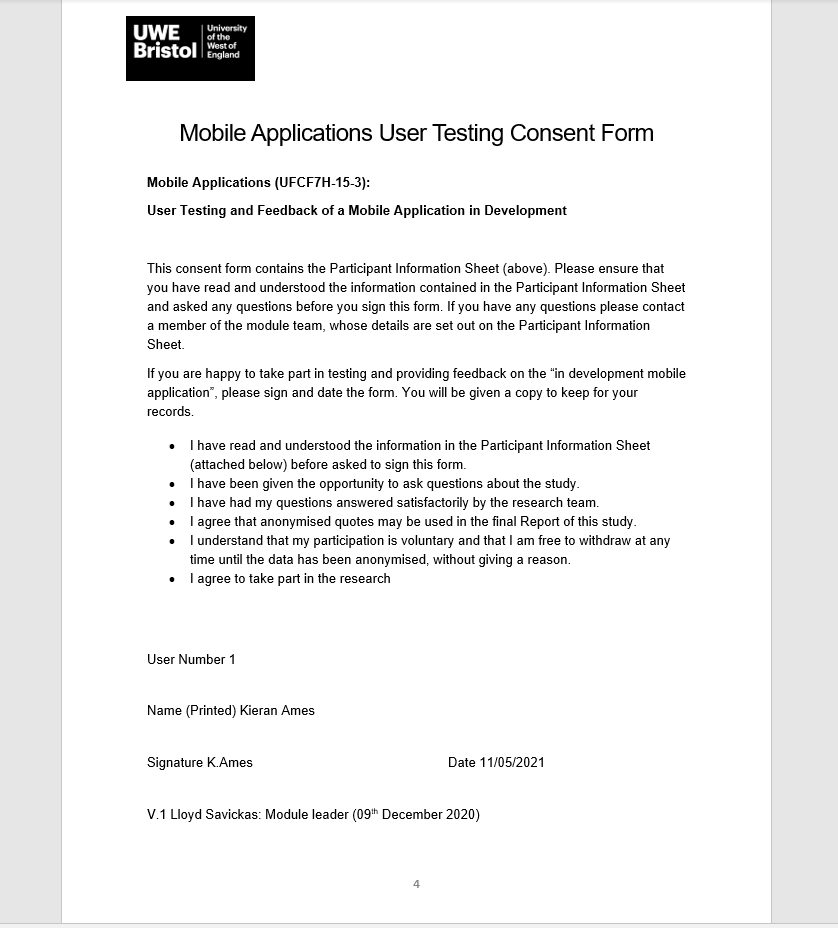 UWE
Bristol
University
of the
West of
England
Mobile Applications User Testing Consent Form
Mobile Applications (UFCF7H-15-3):
User Testing and Feedback of a Mobile Application in Development
This consent form contains the Participant Information Sheet (above). Please ensure that
you have read and understood the information contained in the Participant Information Sheet
and asked any questions before you sign this form. If you have any questions please contact
a member of the module team, whose details are set out on the Participant Information
Sheet.
If you are happy to take part in testing and providing feedback on the “in development mobile
application”, please sign and date the form. You will be given a copy to keep for your
records.
• I have read and understood the information in the Participant Information Sheet
(attached below) before asked to sign this form.
• I have been given the opportunity to ask questions about the study.
• I have had my questions answered satisfactorily by the research team.
• I agree that anonymised quotes may be used in the final Report of this study.
• I understand that my participation is voluntary and that I am free to withdraw at any
time until the data has been anonymised, without giving a reason.
• I agree to take part in the research
User Number 1
Name (Printed) Kieran Ames
Signature K.Ames Date 11/05/2021
V.1 Lloyd Savickas: Module leader (09th December 2020)
4